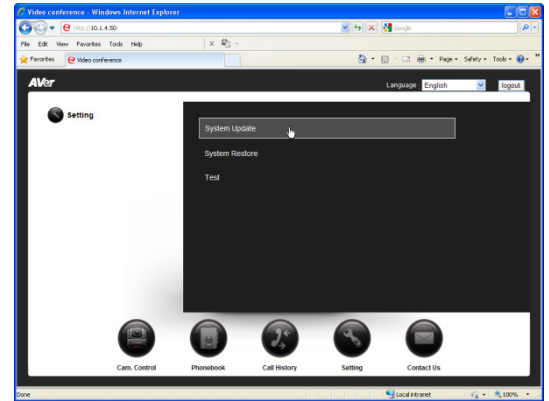 Video conference - Windows Internet Explorer
http://10.1.4.50/
Google
File Edit View Favorites Tools Help
Favorites Video conference
Page Safety Tools
AVer
Language English logout
Setting
System Update
System Restore
Test
Cam. Control Phonebook Call History Setting Contact Us
Done Local intranet 100%